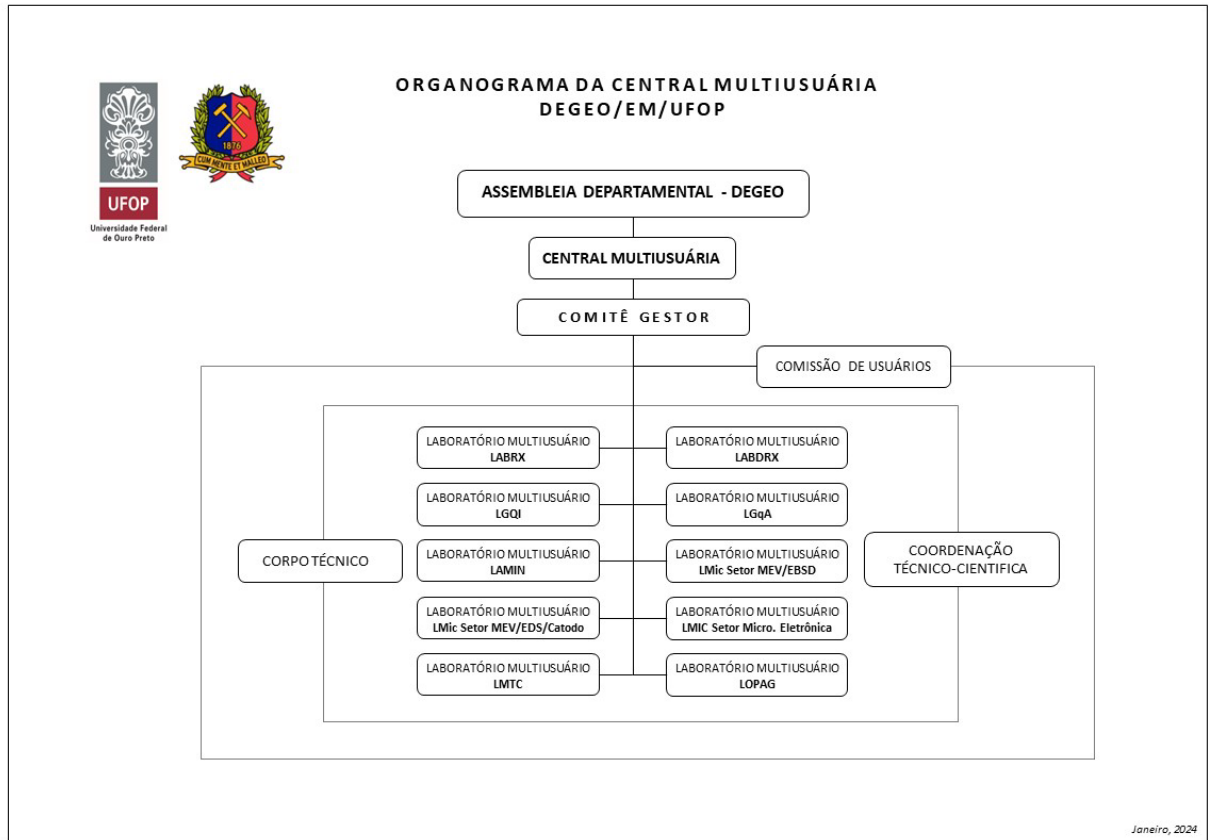 ORGANOGRAMA DA CENTRAL MULTIUSUÁRIA
DEGEO/EM/UFOP
1876
CUM MENTE ET MALLEO
UFOP
Universidade Federal
de Ouro Preto
ASSEMBLEIA DEPARTAMENTAL - DEGEO
CENTRAL MULTIUSUÁRIA
COMITÊ GESTOR
COMISSÃO DE USUÁRIOS
LABORATÓRIO MULTIUSUÁRIO
LABRX
LABORATÓRIO MULTIUSUÁRIO
LABDRX
LABORATÓRIO MULTIUSUÁRIO
LGQI
LABORATÓRIO MULTIUSUÁRIO
LGqA
CORPO TÉCNICO
LABORATÓRIO MULTIUSUÁRIO
LAMIN
LABORATÓRIO MULTIUSUÁRIO
LMic Setor MEV/EBSD
COORDENAÇÃO
TÉCNICO-CIENTIFICA
LABORATÓRIO MULTIUSUÁRIO
LMic Setor MEV/EDS/Catodo
LABORATÓRIO MULTIUSUÁRIO
LMIC Setor Micro. Eletrônica
LABORATÓRIO MULTIUSUÁRIO
LMTC
LABORATÓRIO MULTIUSUÁRIO
LOPAG
Janeiro, 2024